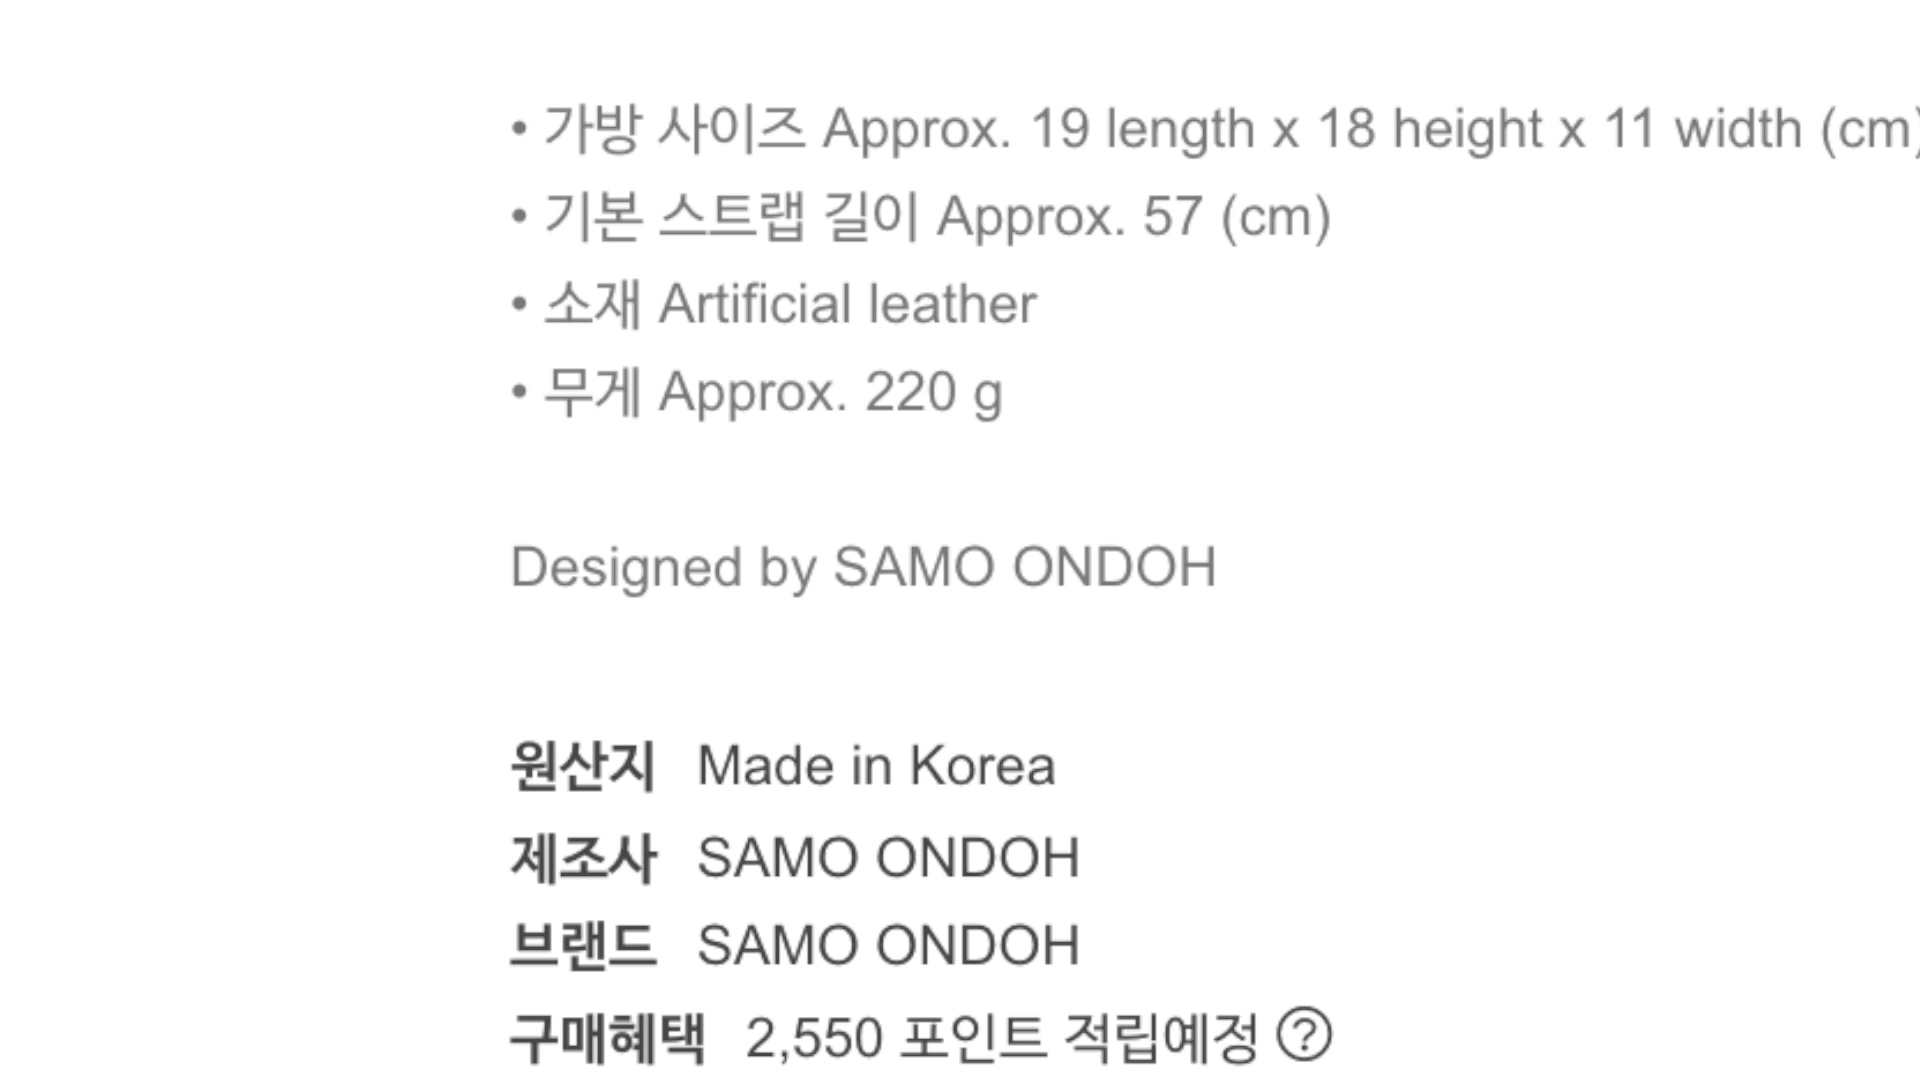 • 가방 사이즈 Approx. 19 length x 18 height x 11 width (cm)
• 기본 스트랩 길이 Approx. 57 (cm)
• 소재 Artificial leather
• 무게 Approx. 220 g
Designed by SAMO ONDOH
원산지 Made in Korea
제조사 SAMO ONDOH
브랜드 SAMO ONDOH
구매혜택 2,550 포인트 적립예정 ?